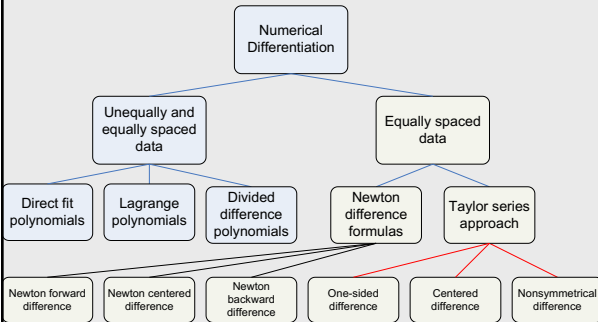 Numerical
Differentiation
Unequally and
equally spaced
data
Equally spaced
data
Direct fit
polynomials
Lagrange
polynomials
Divided
difference
polynomials
Newton
difference
formulas
Taylor series
approach
Newton forward
difference
Newton centered
difference
Newton
backward
difference
One-sided
difference
Centered
difference
Nonsymmetrical
difference